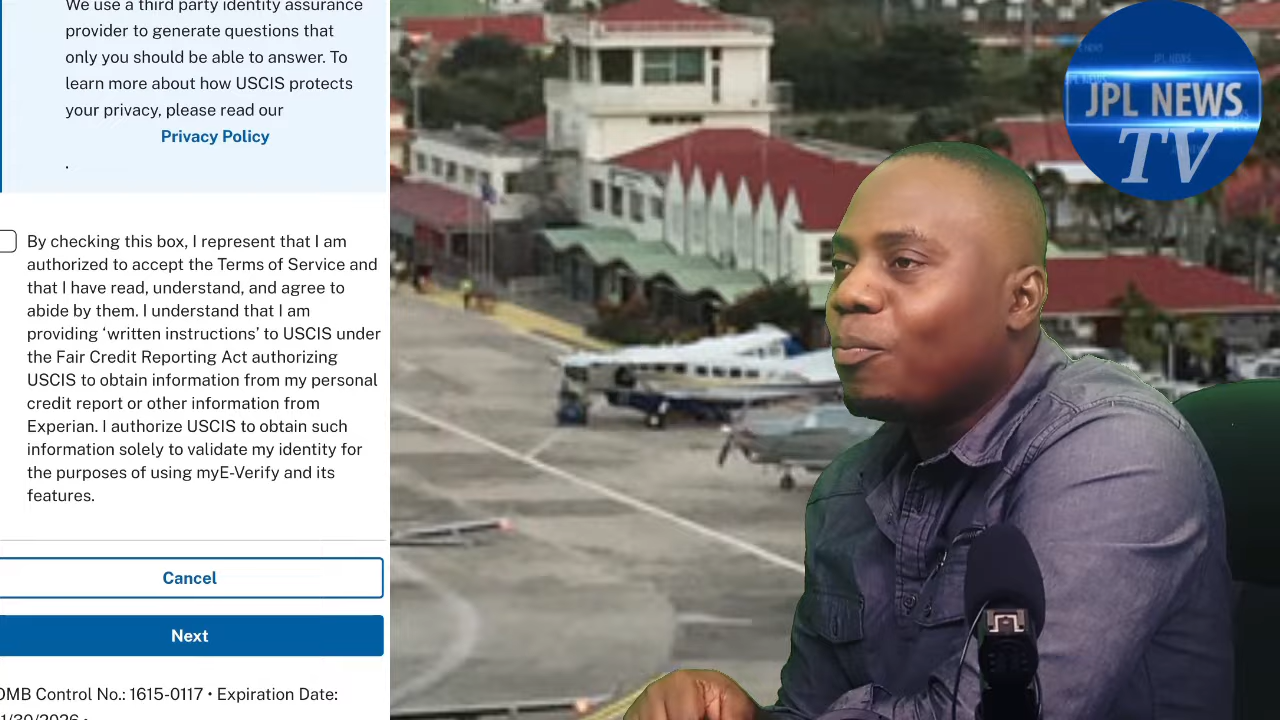 We use a third party identity assurance
provider to generate questions that
only you should be able to answer. To
learn more about how USCIS protects
your privacy, please read our
Privacy Policy
.
By checking this box, I represent that I am
authorized to accept the Terms of Service and
that I have read, understand, and agree to
abide by them. I understand that I am
providing ‘written instructions’ to USCIS under
the Fair Credit Reporting Act authorizing
USCIS to obtain information from my personal
credit report or other information from
Experian. I authorize USCIS to obtain such
information solely to validate my identity for
the purposes of using myE-Verify and its
features.
Cancel
Next
OMB Control No.: 1615-0117 • Expiration Date:
JPL NEWS
JPL NEWS
TV